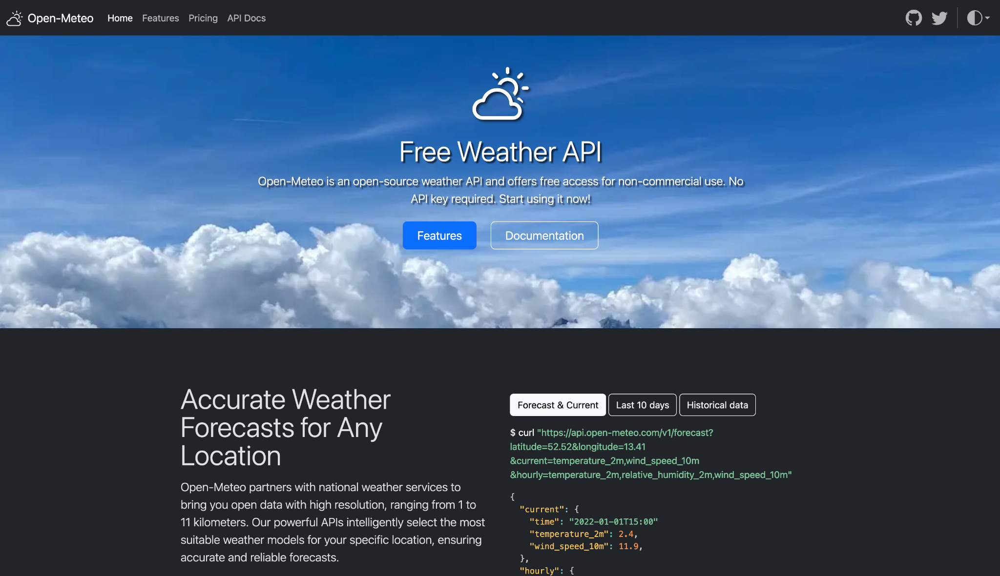 Open-Meteo
Home
Features
Pricing
API Docs
Free Weather API
Open-Meteo is an open-source weather API and offers free access for non-commercial use. No
API key required. Start using it now!
Features
Documentation
Accurate Weather
Forecasts for Any
Location
Open-Meteo partners with national weather services to
bring you open data with high resolution, ranging from 1 to
11 kilometers. Our powerful APIs intelligently select the most
suitable weather models for your specific location, ensuring
accurate and reliable forecasts.
Forecast & Current
Last 10 days
Historical data
$ curl "https://api.open-meteo.com/v1/forecast?
latitude=52.52&longitude=13.41
&current=temperature_2m,wind_speed_10m
&hourly=temperature_2m,relative_humidity_2m,wind_speed_10m"
{
"current": {
"time": "2022-01-01T15:00"
"temperature_2m": 2.4,
"wind_speed_10m": 11.9,
},
"hourly": {